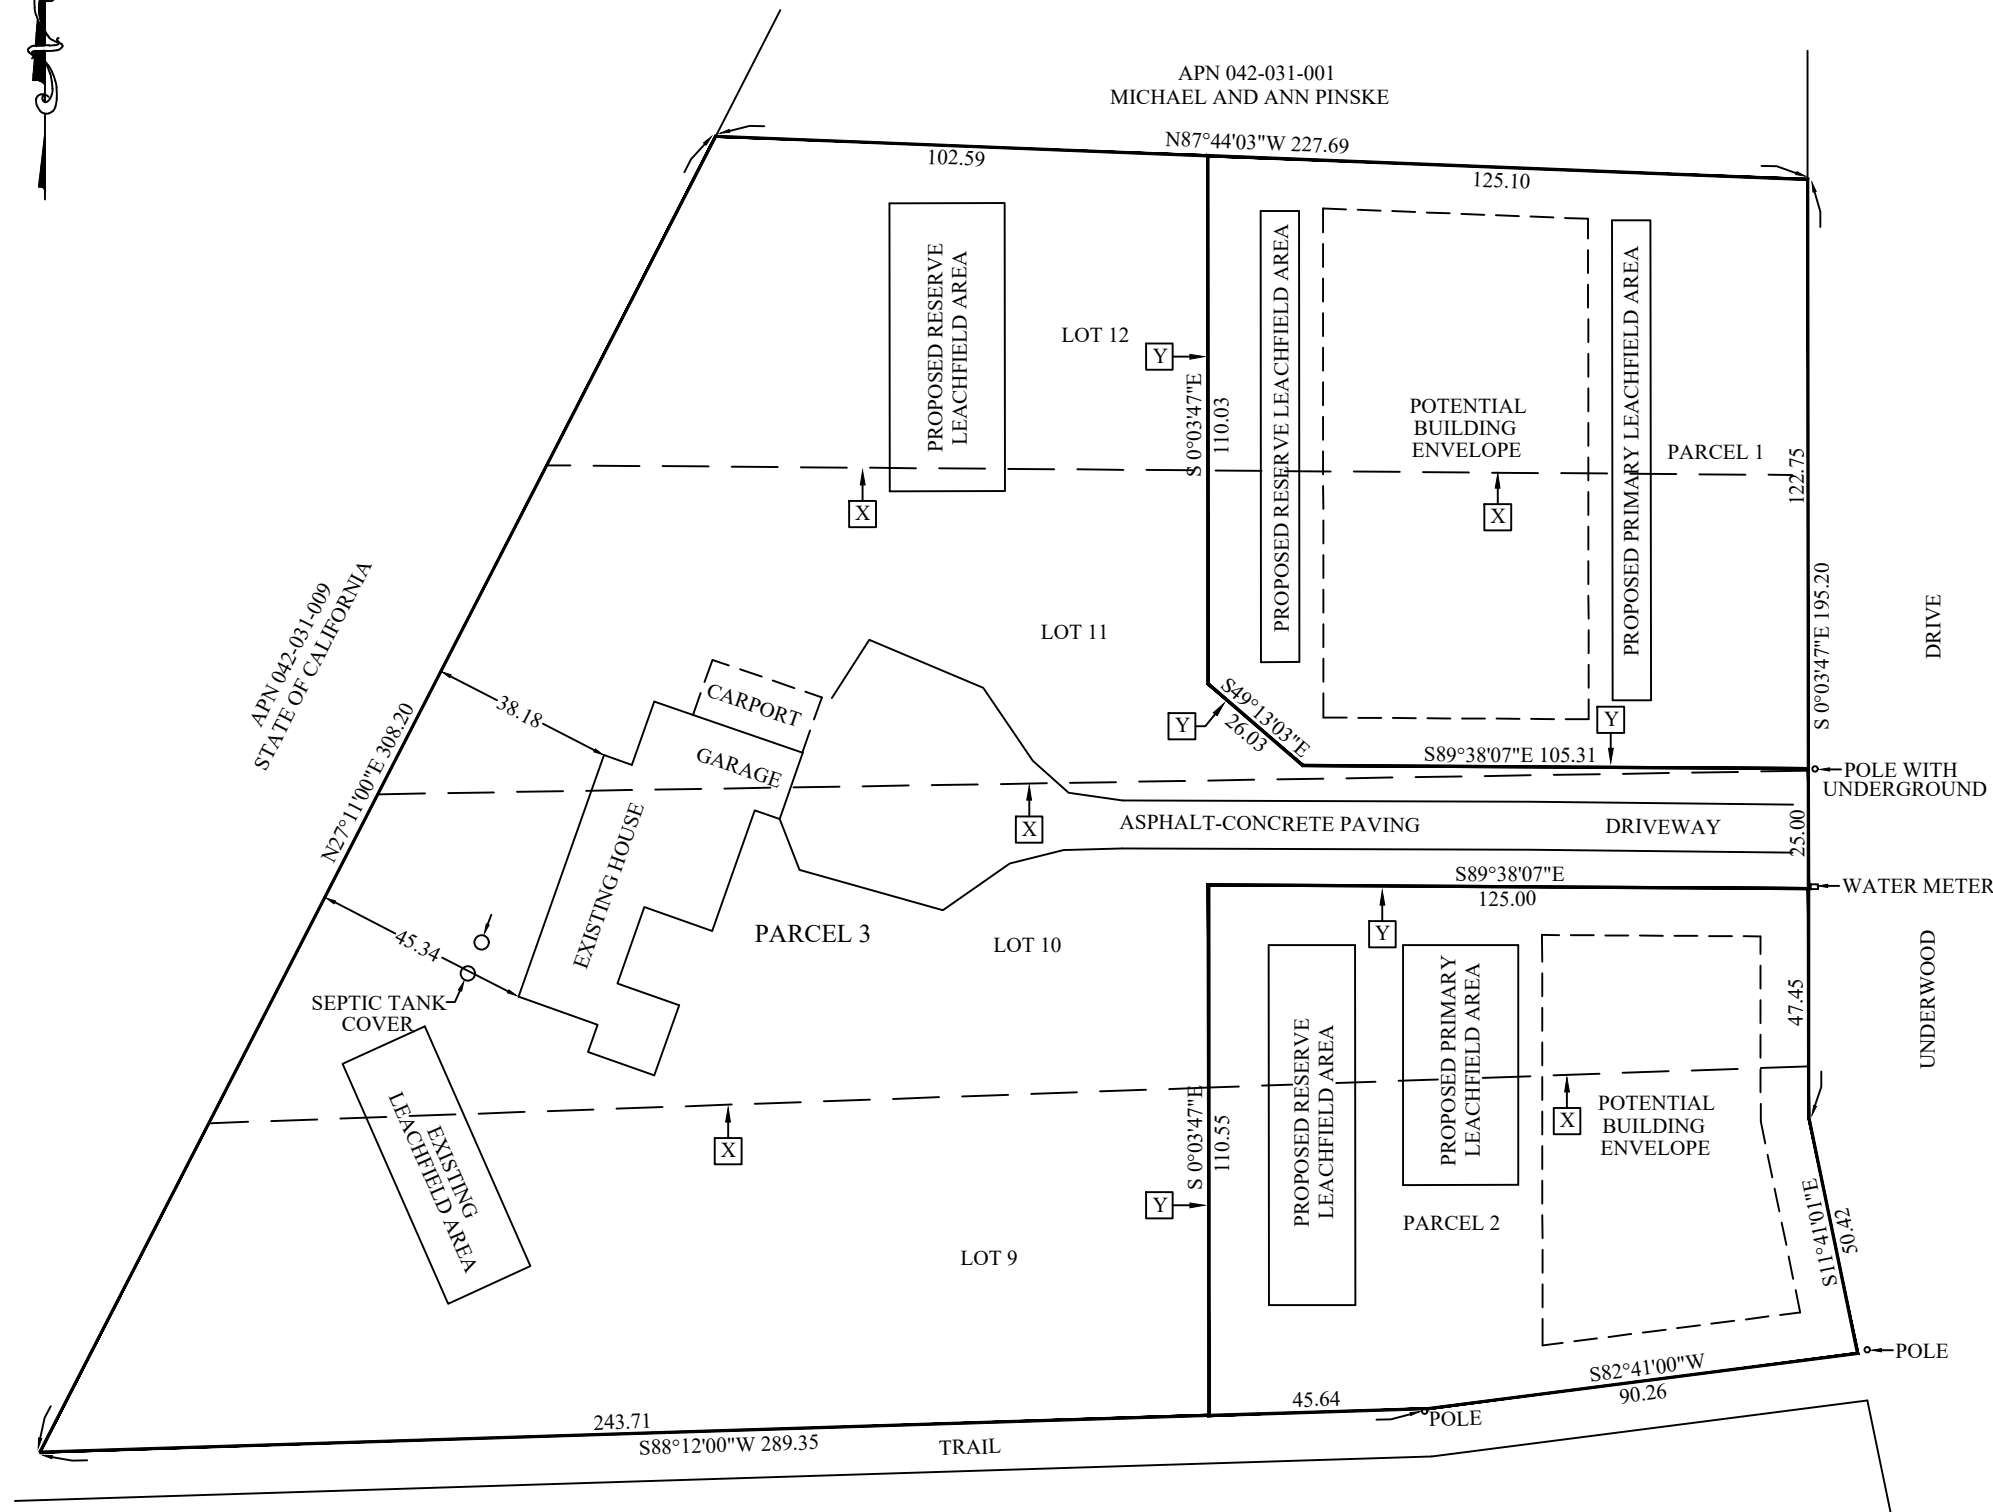 APN 042-031-001
MICHAEL AND ANN PINSKE
N87°44'03"W 227.69
102.59
125.10
PROPOSED RESERVE
LEACHFIELD AREA
LOT 12
Y
S 0°03'47"E
110.03
PROPOSED RESERVE LEACHFIELD AREA
POTENTIAL
BUILDING
ENVELOPE
PROPOSED PRIMARY LEACHFIELD AREA
PARCEL 1
122.75
X
X
APN 042-031-009
STATE OF CALIFORNIA
N27°11'00"E 308.20
LOT 11
S 0°03'47"E 195.20
DRIVE
38.18
CARPORT
GARAGE
Y
S49°13'03"E
26.03
Y
S89°38'07"E 105.31
POLE WITH
UNDERGROUND
X
ASPHALT-CONCRETE PAVING
DRIVEWAY
25.00
EXISTING HOUSE
S89°38'07"E
125.00
WATER METER
Y
45.34
PARCEL 3
LOT 10
SEPTIC TANK
COVER
PROPOSED RESERVE
LEACHFIELD AREA
PROPOSED PRIMARY
LEACHFIELD AREA
47.45
UNDERWOOD
X
X
POTENTIAL
BUILDING
ENVELOPE
EXISTING
LEACHFIELD AREA
S 0°03'47"E
110.55
Y
PARCEL 2
S11°41'01"E
50.42
LOT 9
POLE
S82°41'00"W
90.26
45.64
POLE
243.71
S88°12'00"W 289.35
TRAIL